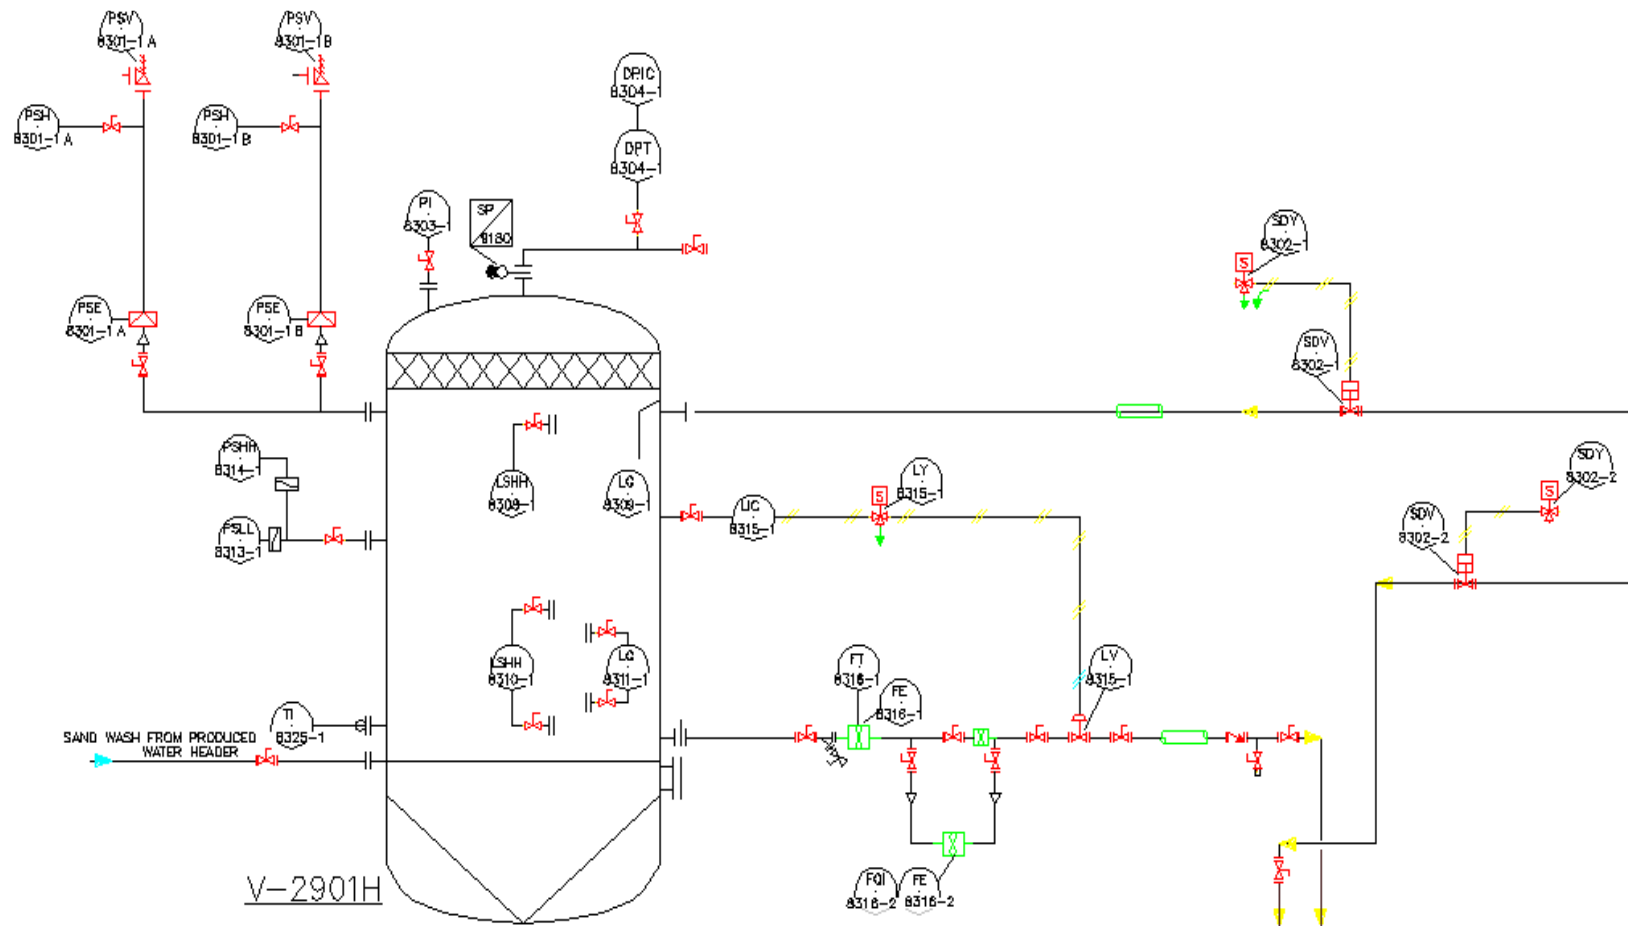 PSV
8301-1 A
PSV
8301-1 B
PSH
8301-1 A
PSH
8301-1 B
DPIC
8304-1
DPT
8304-1
PI
8303-1
SP
9180
SDY
8302-1
SDV
8302-1
PSE
8301-1 A
PSE
8301-1 B
PSHH
8314-1
PSLL
8313-1
LSHH
8308-1
LG
8309-1
LIC
8315-1
LY
8315-1
S
S
S
SDY
8302-2
SDV
8302-2
LSHH
8310-1
LG
8311-1
FT
8316-1
FE
8316-1
LV
8315-1
TI
8325-1
SAND WASH FROM PRODUCED
WATER HEADER
FQI
8316-2
FE
8316-2
V-2901H